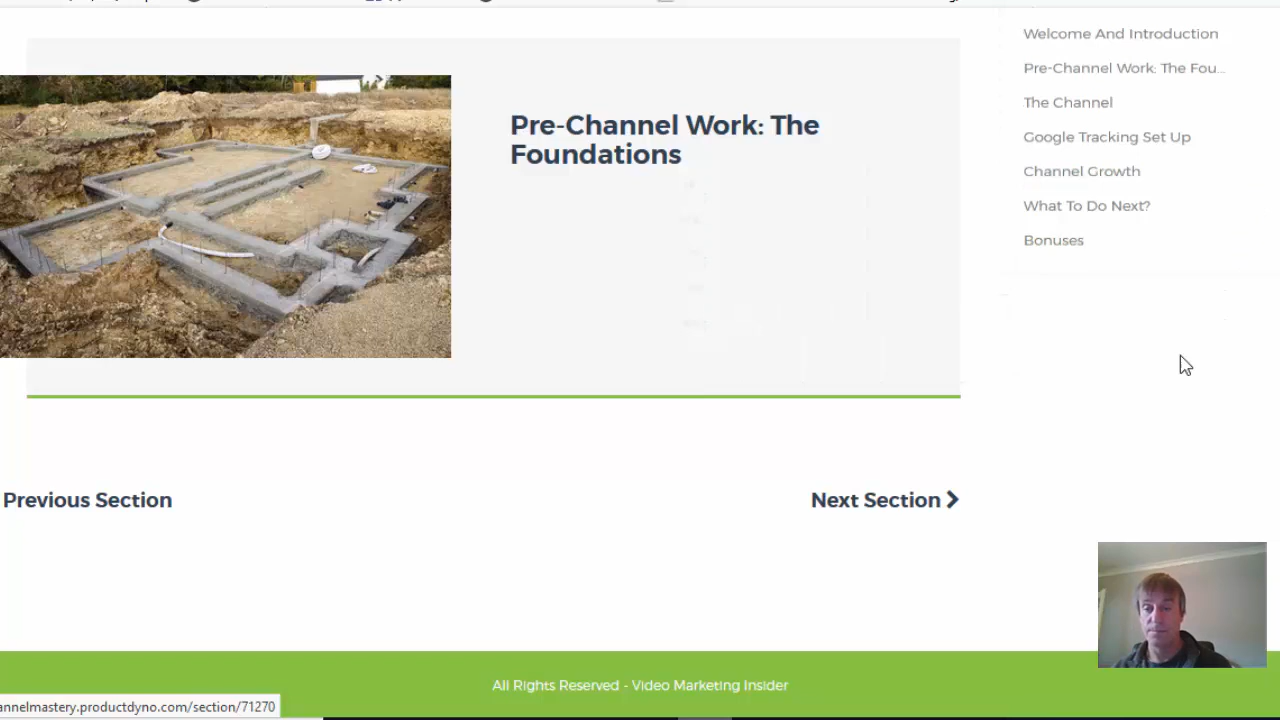 Welcome And Introduction
Pre-Channel Work: The Fou...
The Channel
Google Tracking Set Up
Channel Growth
What To Do Next?
Bonuses
Pre-Channel Work: The
Foundations
Previous Section
Next Section
All Rights Reserved - Video Marketing Insider
annelmastery.productdyno.com/section/71270